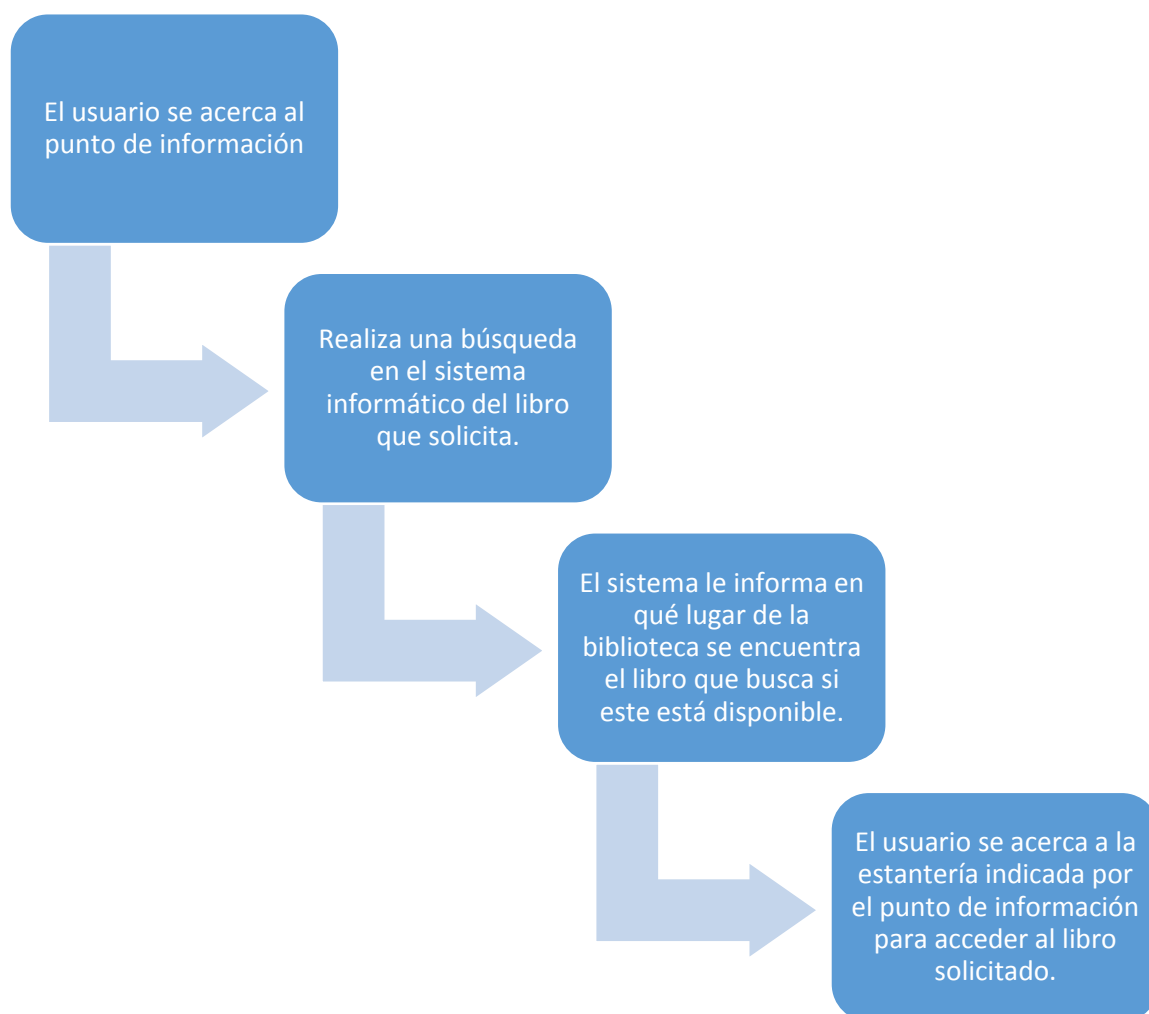 El usuario se acerca al
punto de información
Realiza una búsqueda
en el sistema
informático del libro
que solicita.
El sistema le informa en
qué lugar de la
biblioteca se encuentra
el libro que busca si
este está disponible.
El usuario se acerca a la
estantería indicada por
el punto de información
para acceder al libro
solicitado.